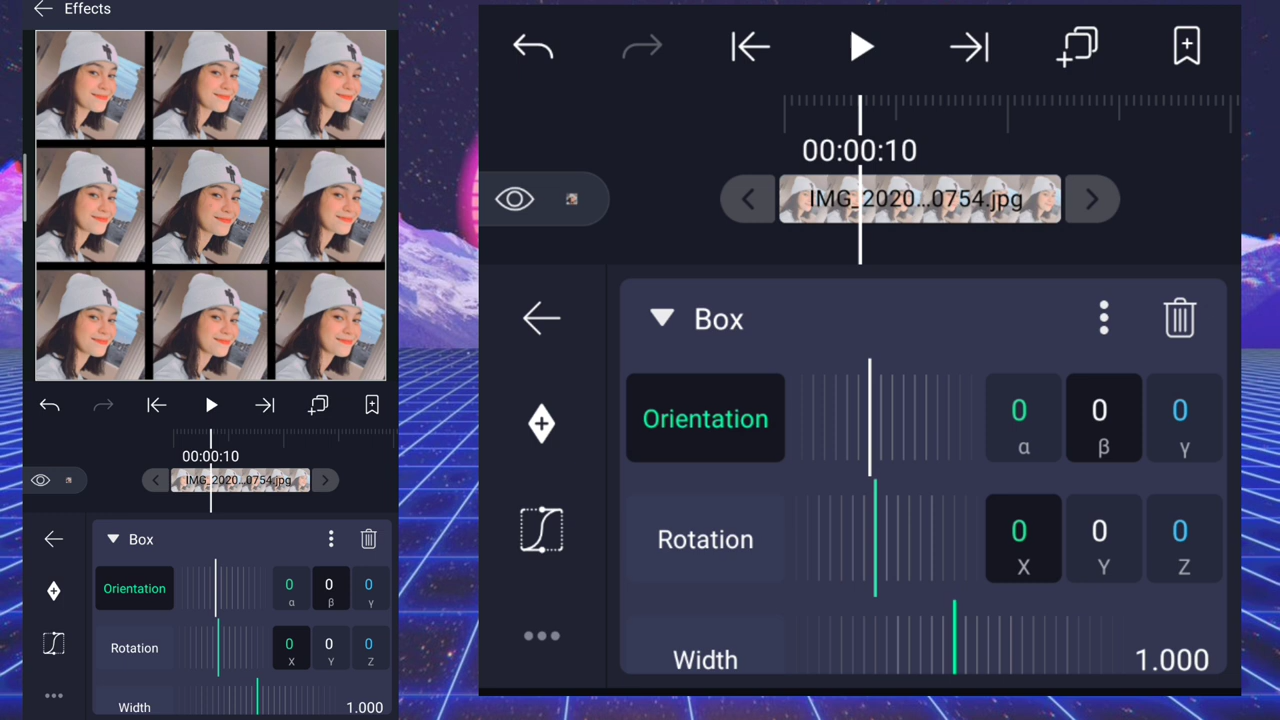 Effects
00:00:10
IMG_2020...0754.jpg
Box
Orientation
0 0 0
α β γ
Rotation
0 0 0
X Y Z
Width 1.000
00:00:10
IMG_2020...0754.jpg
Box
Orientation
0 0 0
α β γ
Rotation
0 0 0
X Y Z
Width 1.000